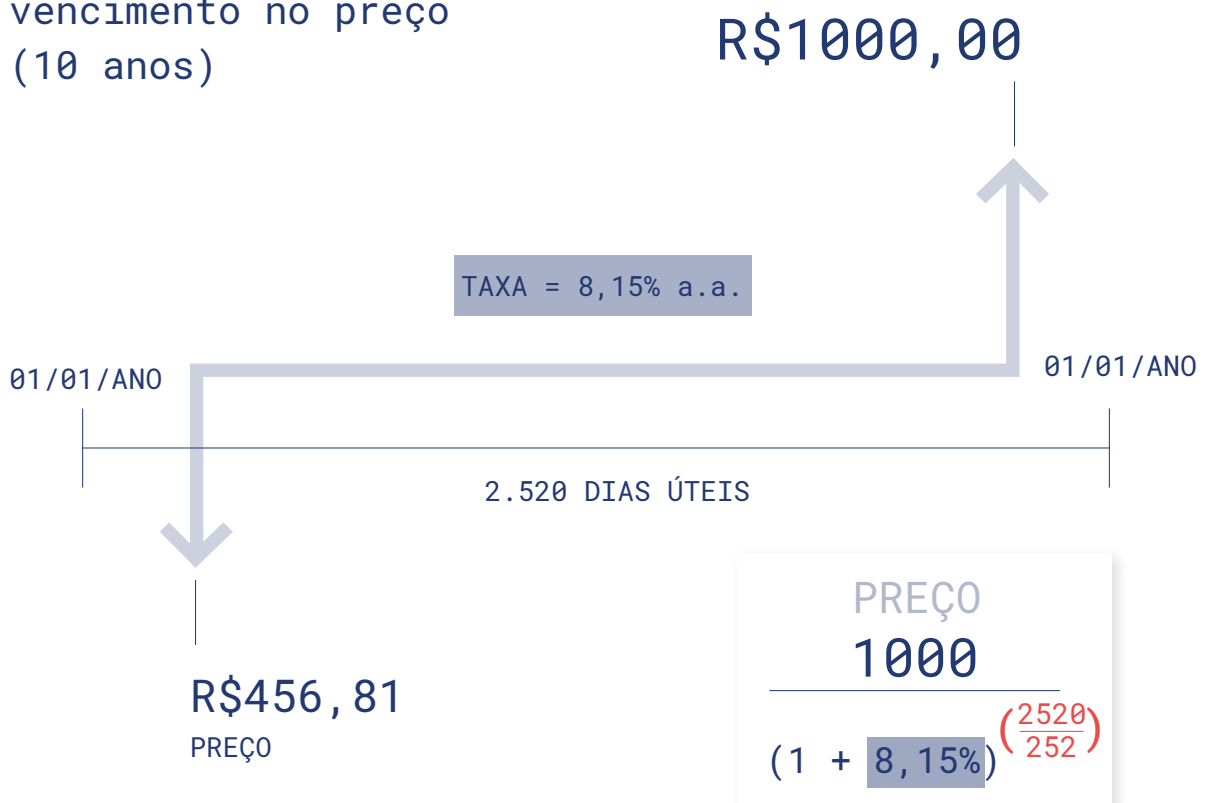 vencimento no preço
(10 anos)
R$1000,00
TAXA = 8,15% a.a.
01/01/ANO
01/01/ANO
2.520 DIAS ÚTEIS
R$456,81
PREÇO
PREÇO
1000
(1 + 8,15%)
(2520
252)